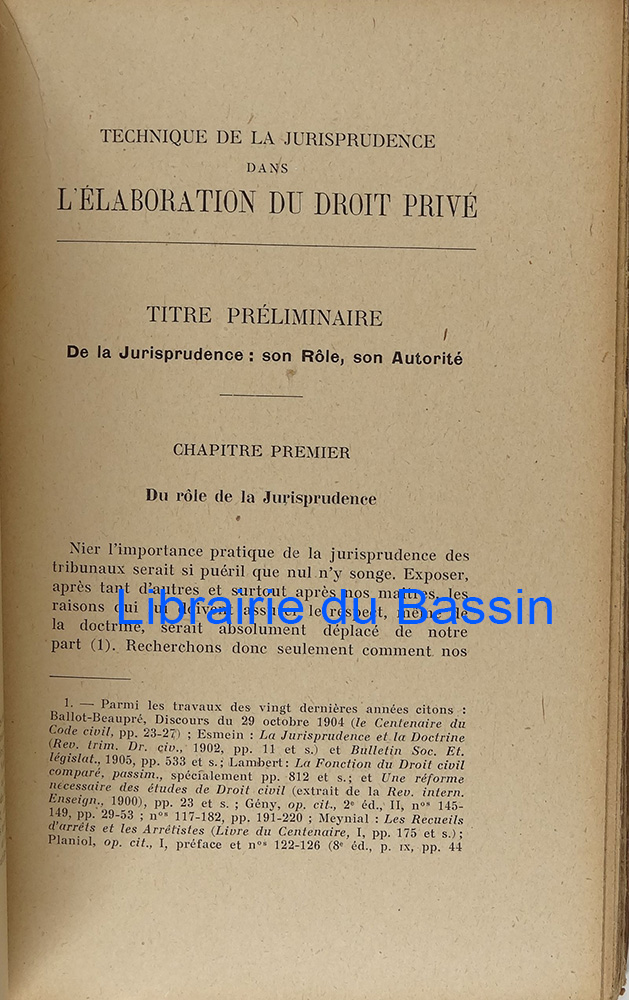 TECHNIQUE DE LA JURISPRUDENCE
DANS
L'ÉLABORATION DU DROIT PRIVÉ
TITRE PRÉLIMINAIRE
De la Jurisprudence : son Rôle, son Autorité
CHAPITRE PREMIER
Du rôle de la Jurisprudence
Nier l'importance pratique de la jurisprudence des
tribunaux serait si puéril que nul n'y songe. Exposer,
après tant d'autres et surtout après nos maîtres, les
raisons qui lui doivent assurer le respect, même de
Librairie du Bassin
la doctrine, serait absolument déplacé de notre
part (1). Recherchons donc seulement comment nos
1. — Parmi les travaux des vingt dernières années citons :
Ballot-Beaupré, Discours du 29 octobre 1904 (le Centenaire du
Code civil, pp. 23-27) ; Esmein : La Jurisprudence et la Doctrine
(Rev. trim. Dr. civ., 1902, pp. 11 et s.) et Bulletin Soc. Et.
législat., 1905, pp. 533 et s.; Lambert : La Fonction du Droit civil
comparé, passim., spécialement pp. 812 et s.; et Une réforme
nécessaire des études de Droit civil (extrait de la Rev. intern.
Enseign., 1900), pp. 23 et s. ; Gény, op. cit., 2e éd., II, nos 145-
149, pp. 29-53 ; nos 117-182, pp. 191-220 ; Meynial : Les Recueils
d'arrêts et les Arrêtistes (Livre du Centenaire, I, pp. 175 et s.) ;
Planiol, op. cit., I, préface et nos 122-126 (8e éd., p. IX, pp. 44